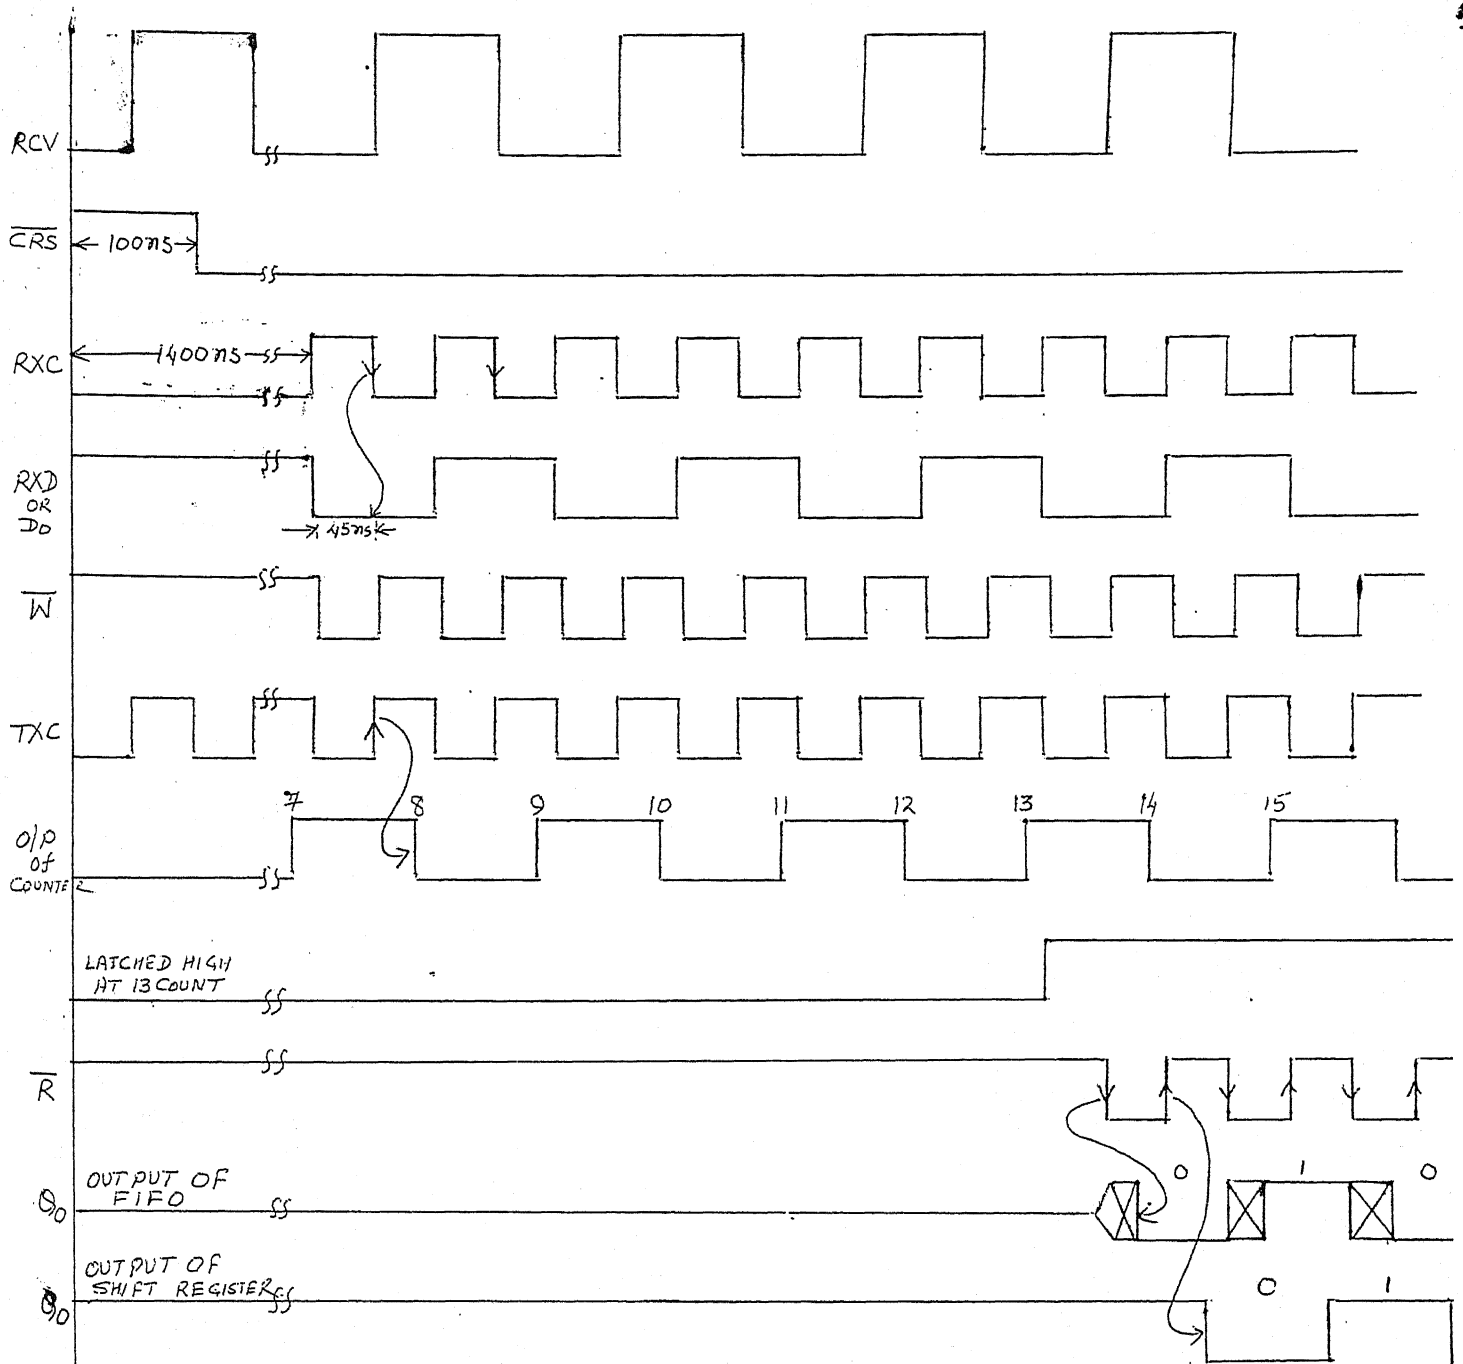 RCV
CRS
100ns
RXC
1400ns
RXD
OR
D0
45ns
W
TXC
7 8 9 10 11 12 13 14 15
O/P
of
COUNTER
LATCHED HIGH
AT 13 COUNT
R
OUTPUT OF
FIFO
Q0
0 1 0
OUTPUT OF
SHIFT REGISTER
Q0
0 1